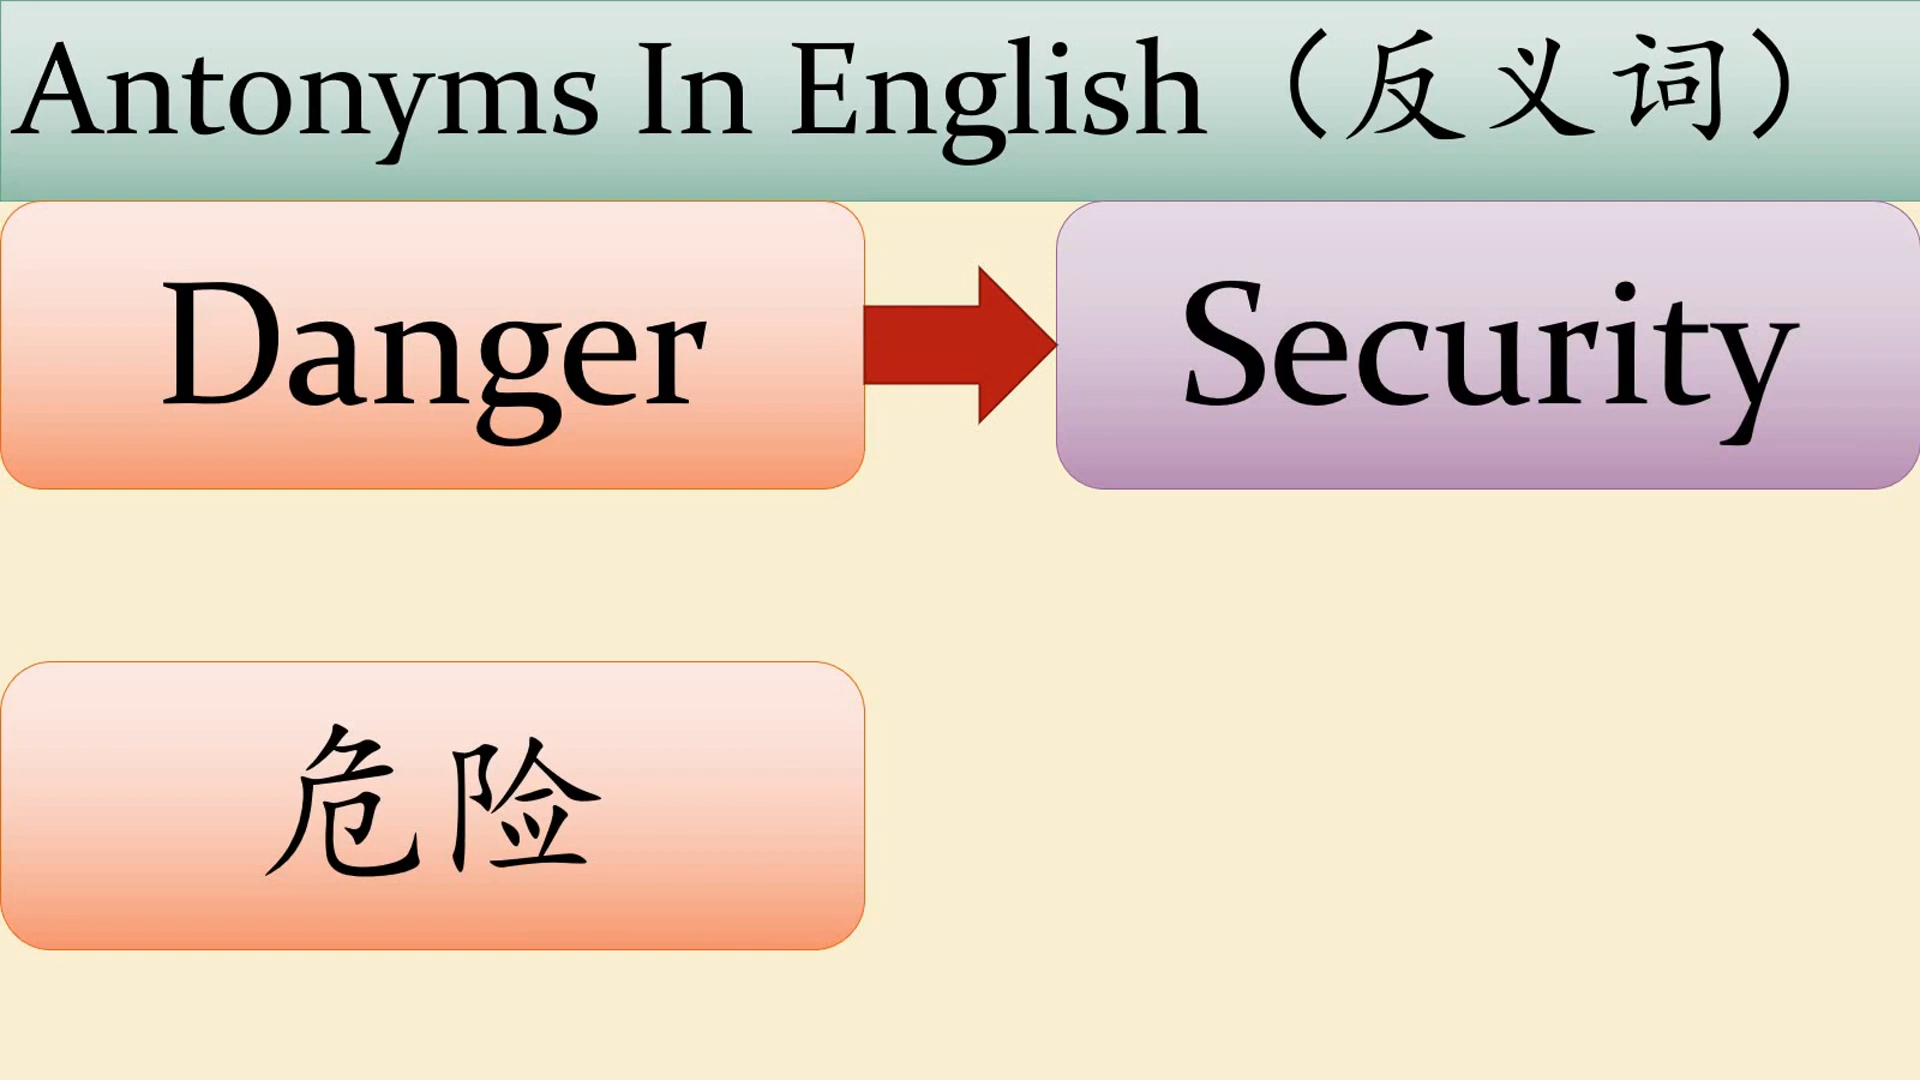 Antonyms In English（反义词）
Danger
Security
危险